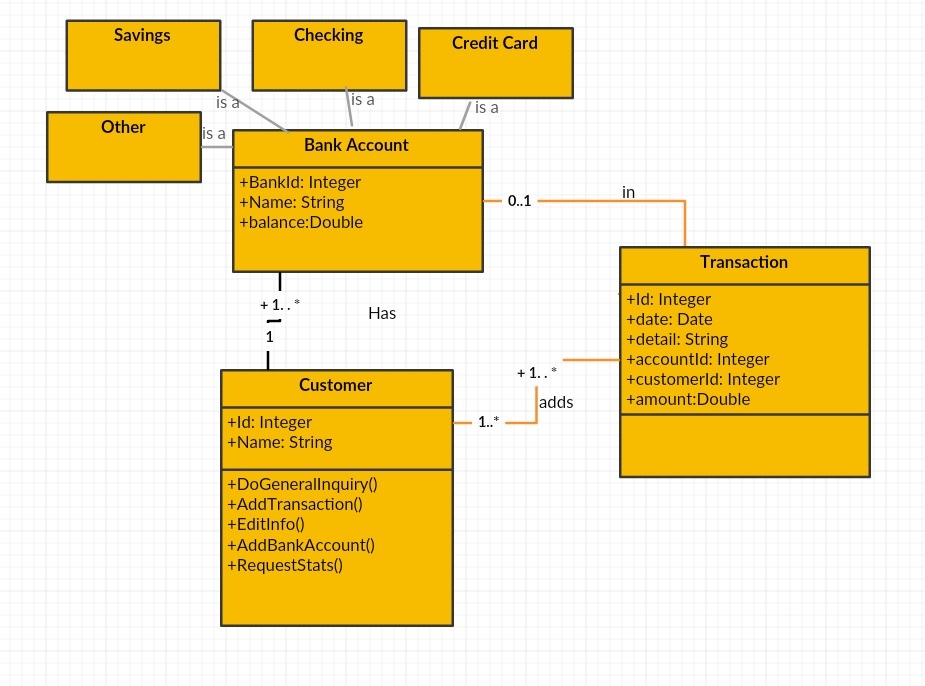 Savings
Checking
Credit Card
is a
is a
is a
Other
is a
Bank Account
+BankId: Integer
+Name: String
+balance:Double
0..1
in
Transaction
+Id: Integer
+date: Date
+detail: String
+accountId: Integer
+customerId: Integer
+amount:Double
+ 1. . *
Has
1
+ 1. . *
adds
1..*
Customer
+Id: Integer
+Name: String
+DoGeneralInquiry()
+AddTransaction()
+EditInfo()
+AddBankAccount()
+RequestStats()